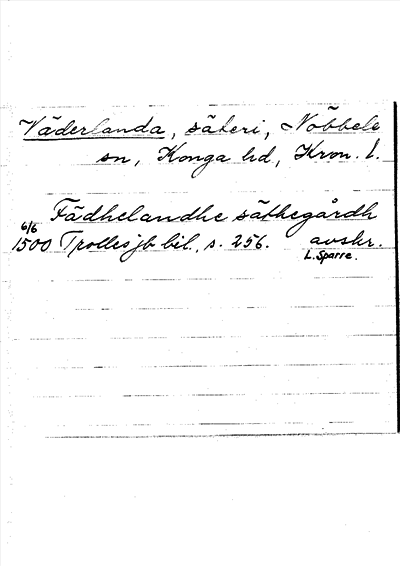 Väderlanda, säteri, Nöbbele
sn, Konga hd, Kron. l.
Fädhelandhe säthegårdh
6/6
1500 Trolles jb bil., s. 256. avskr.
L. Sparre.